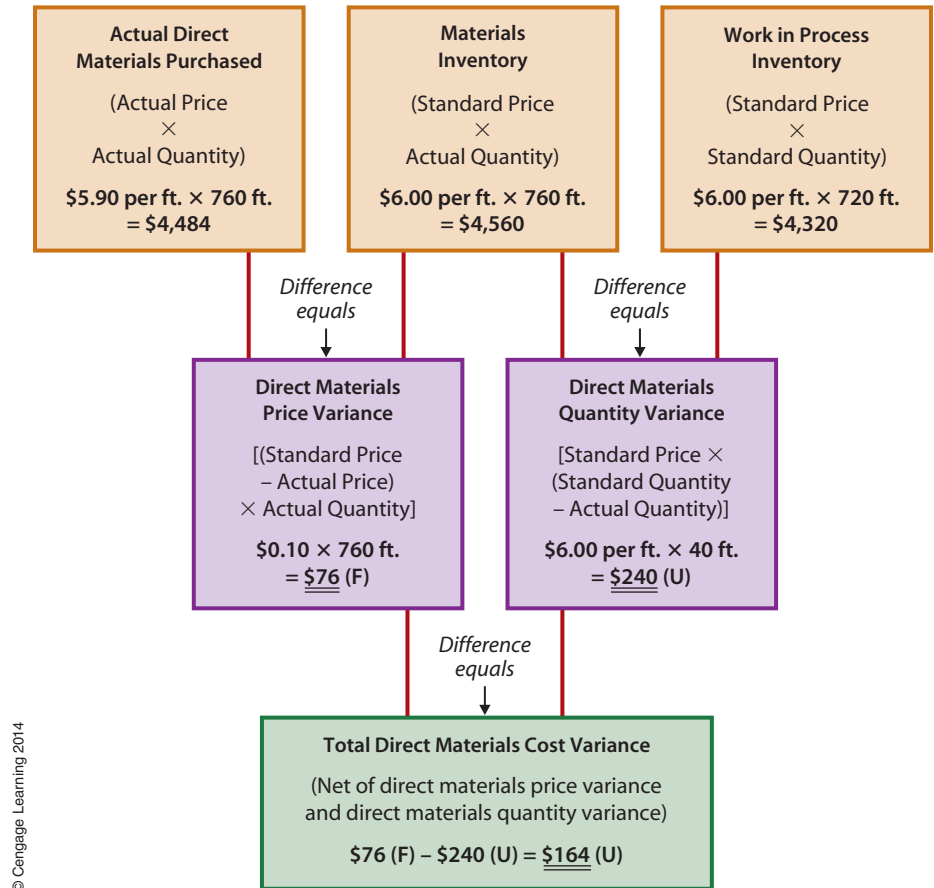 Actual Direct
Materials Purchased
(Actual Price
×
Actual Quantity)
$5.90 per ft. × 760 ft.
= $4,484
Materials
Inventory
(Standard Price
×
Actual Quantity)
$6.00 per ft. × 760 ft.
= $4,560
Work in Process
Inventory
(Standard Price
×
Standard Quantity)
$6.00 per ft. × 720 ft.
= $4,320
Difference
equals
Difference
equals
Direct Materials
Price Variance
[(Standard Price
– Actual Price)
× Actual Quantity]
$0.10 × 760 ft.
= $76 (F)
Direct Materials
Quantity Variance
[Standard Price ×
(Standard Quantity
– Actual Quantity)]
$6.00 per ft. × 40 ft.
= $240 (U)
Difference
equals
Total Direct Materials Cost Variance
(Net of direct materials price variance
and direct materials quantity variance)
$76 (F) – $240 (U) = $164 (U)
© Cengage Learning 2014